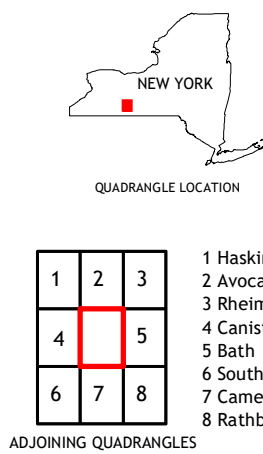 NEW YORK
QUADRANGLE LOCATION
1 2 3
4 5
6 7 8
ADJOINING QUADRANGLES
1 Haskin
2 Avoca
3 Rheim
4 Canist
5 Bath
6 South
7 Came
8 Rathb